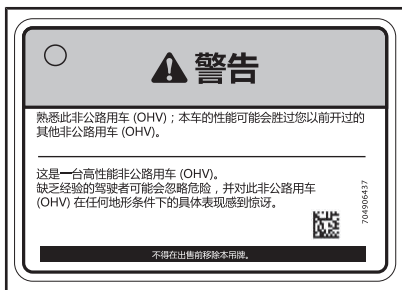 警告
熟悉此非公路用车 (OHV)；本车的性能可能会胜过您以前开过的
其他非公路用车 (OHV)。
这是一台高性能非公路用车 (OHV)。
缺乏经验的驾驶者可能会忽略危险，并对此非公路用车
(OHV) 在任何地形条件下的具体表现感到惊讶。
704906437
不得在出售前移除本吊牌。